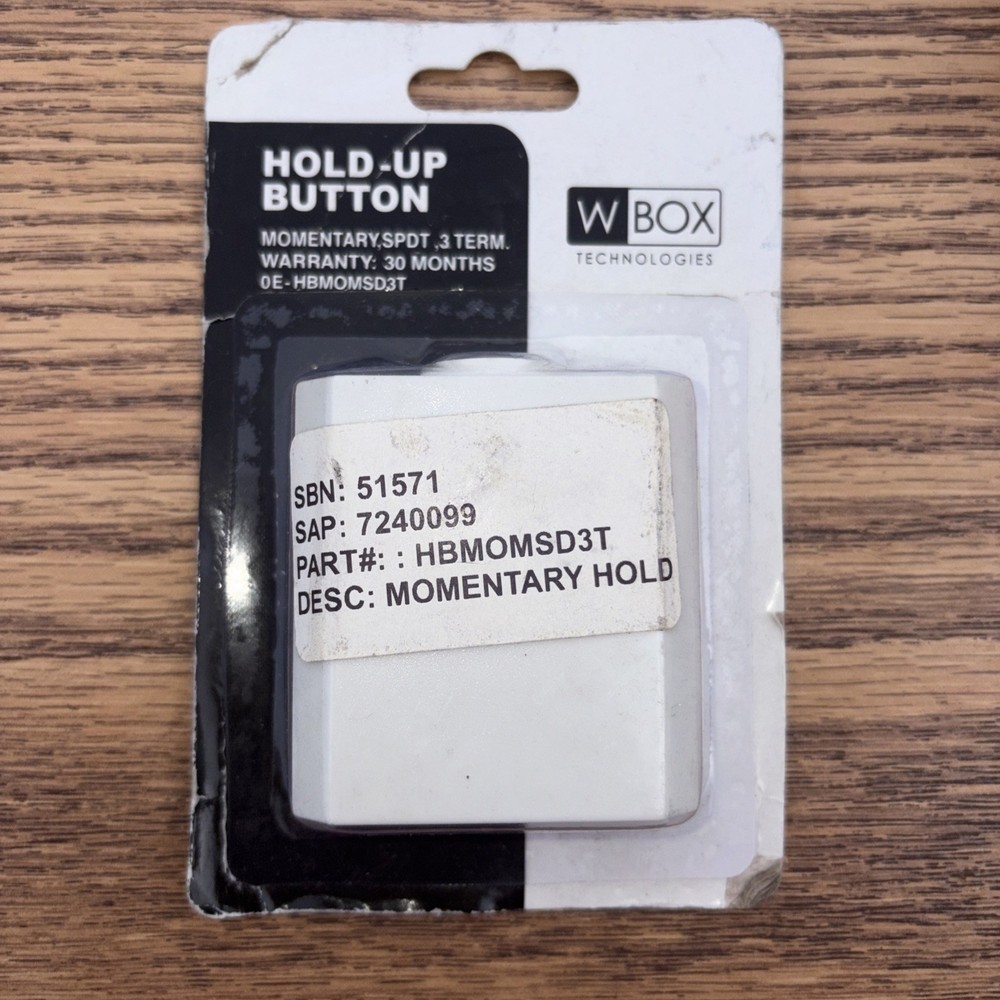 HOLD-UP
BUTTON
MOMENTARY,SPDT ,3 TERM.
WARRANTY: 30 MONTHS
0E-HBMOMSD3T
W BOX
TECHNOLOGIES
SBN: 51571
SAP: 7240099
PART#: : HBMOMSD3T
DESC: MOMENTARY HOLD